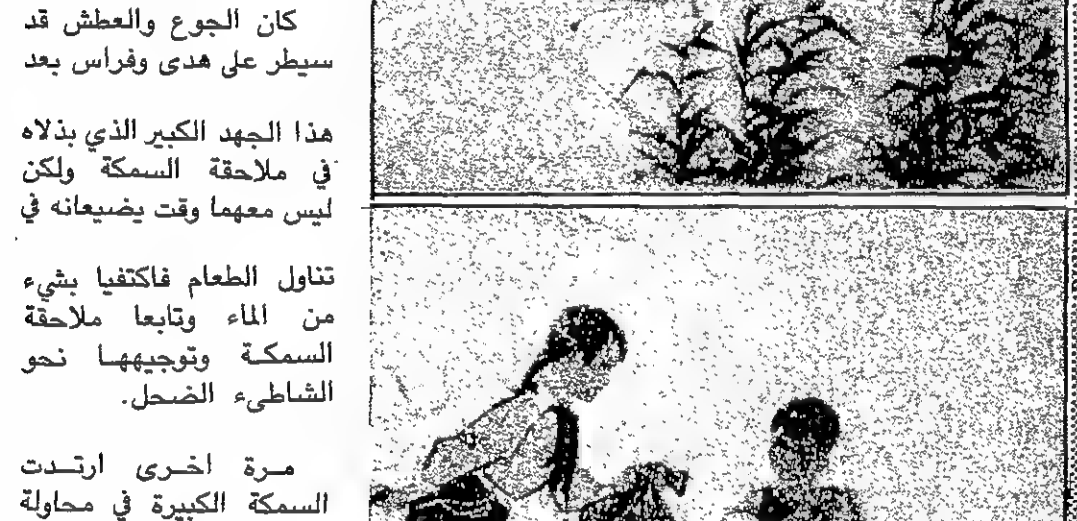 كان الجوع والعطش قد
سيطر على هدى وفراس بعد
هذا الجهد الكبير الذي بذلاه
في ملاحقة السمكة ولكن
ليس معهما وقت يضيعانه في
تناول الطعام فاكتفيا بشيء
من الماء وتابعا ملاحقة
السمكة وتوجيهها نحو
الشاطىء الضحل.
مرة اخرى ارتدت
السمكة الكبيرة في محاولة